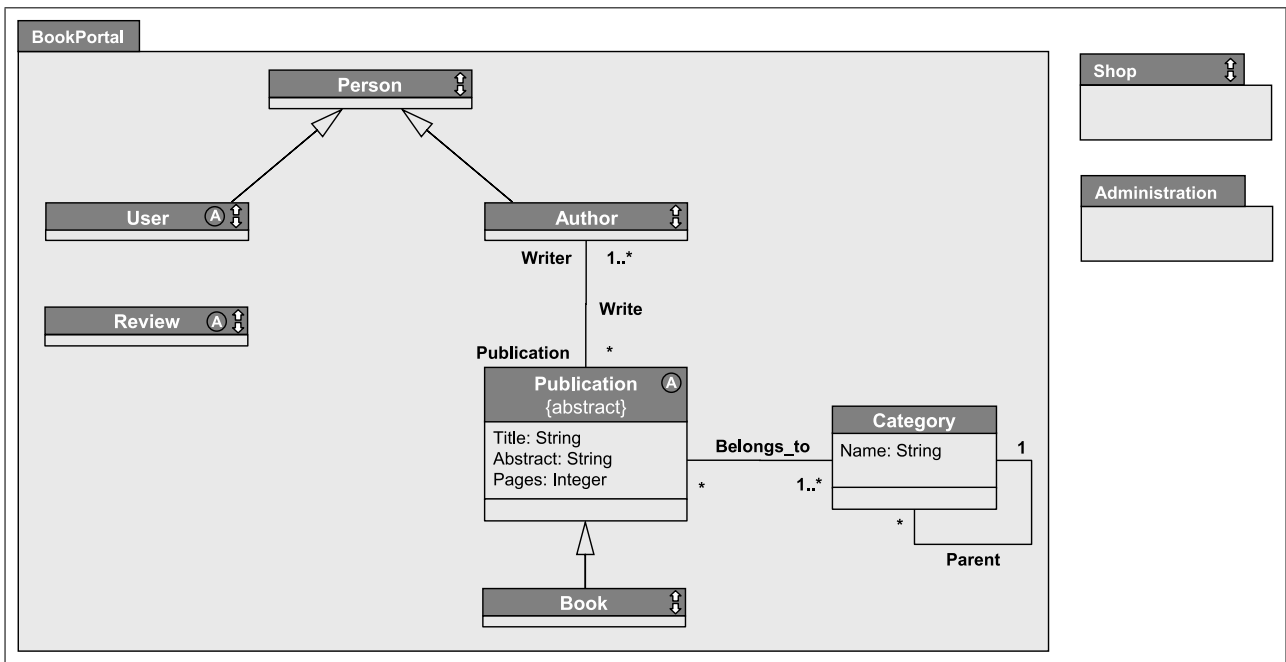 BookPortal
Person
Shop
User A
Author
Administration
Writer 1..*
Review A
Write
Publication *
Publication A
{abstract}
Title: String
Abstract: String
Pages: Integer
Belongs_to
* 1..*
Category
Name: String
1
*
Parent
Book